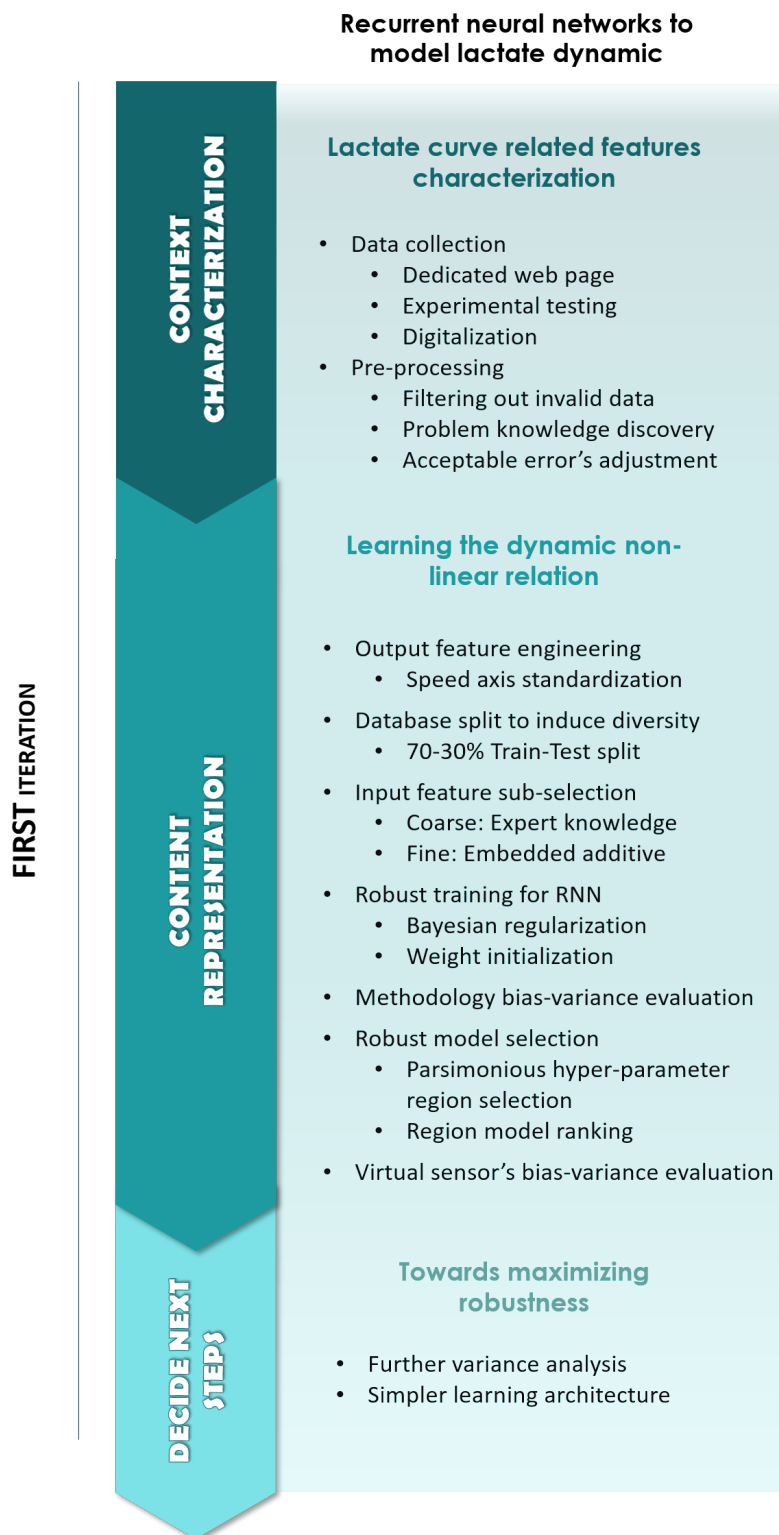 Recurrent neural networks to
model lactate dynamic
FIRST ITERATION
CONTEXT
CHARACTERIZATION
Lactate curve related features
characterization
• Data collection
• Dedicated web page
• Experimental testing
• Digitalization
• Pre-processing
• Filtering out invalid data
• Problem knowledge discovery
• Acceptable error's adjustment
CONTENT
REPRESENTATION
Learning the dynamic non-
linear relation
• Output feature engineering
• Speed axis standardization
• Database split to induce diversity
• 70-30% Train-Test split
• Input feature sub-selection
• Coarse: Expert knowledge
• Fine: Embedded additive
• Robust training for RNN
• Bayesian regularization
• Weight initialization
• Methodology bias-variance evaluation
• Robust model selection
• Parsimonious hyper-parameter
region selection
• Region model ranking
• Virtual sensor's bias-variance evaluation
DECIDE NEXT
STEPS
Towards maximizing
robustness
• Further variance analysis
• Simpler learning architecture